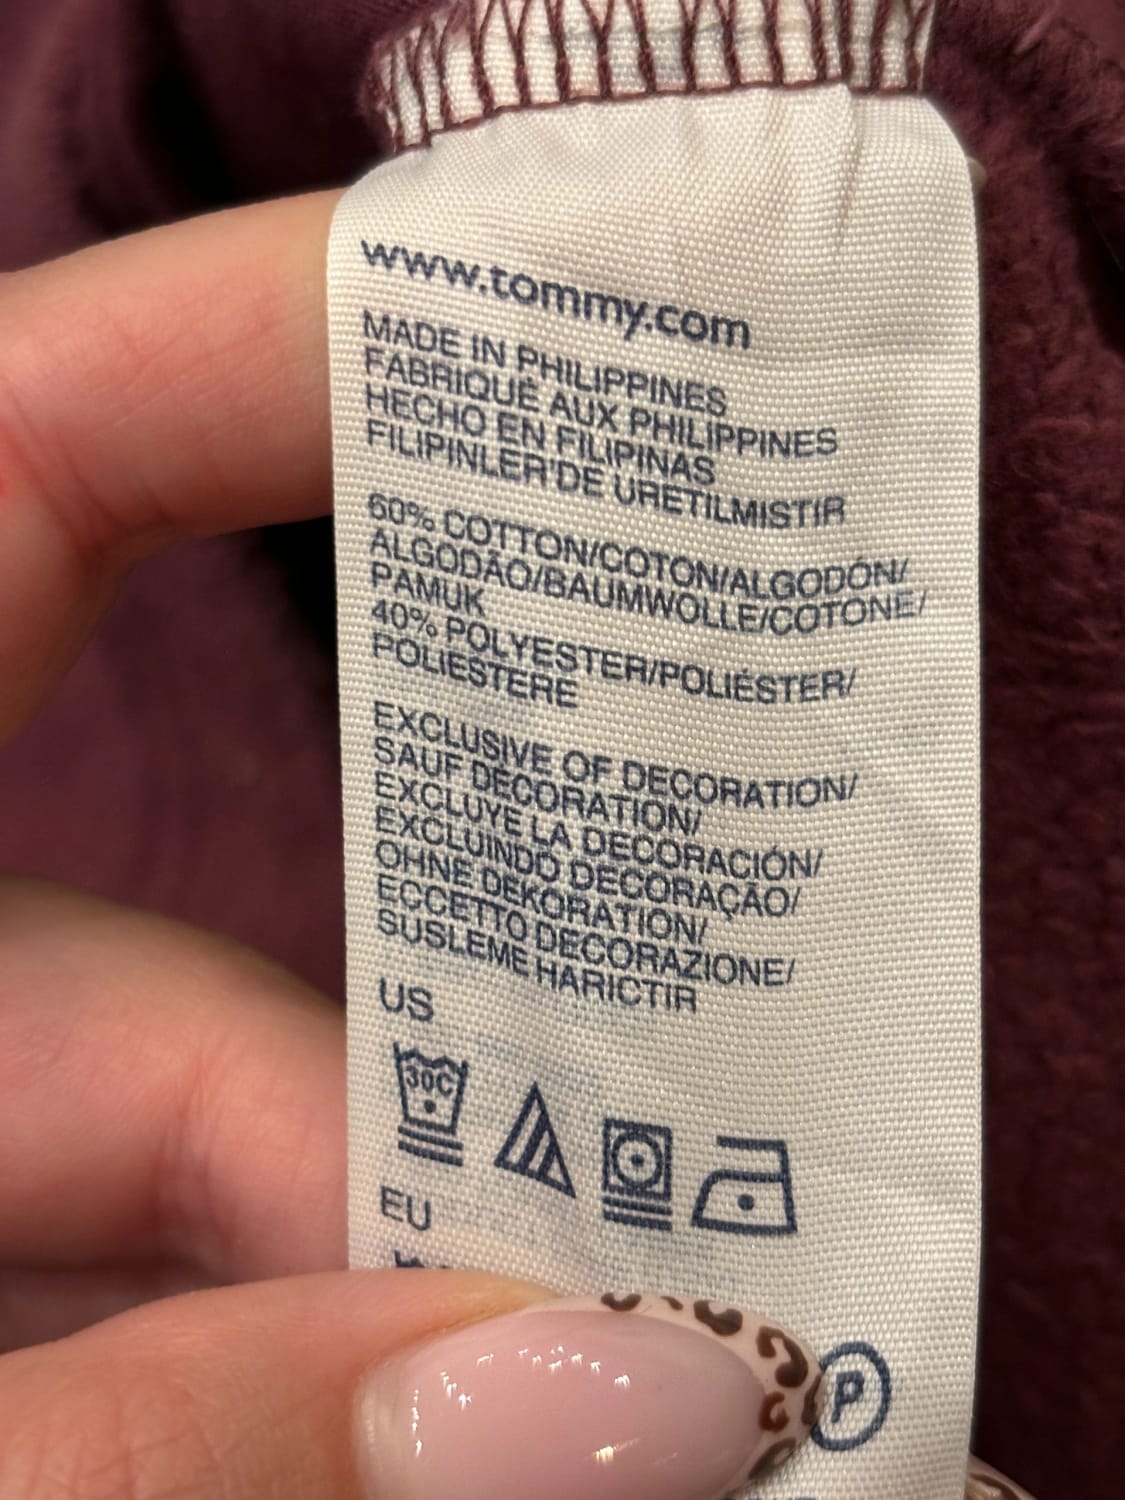 www.tommy.com
MADE IN PHILIPPINES
FABRIQUÉ AUX PHILIPPINES
HECHO EN FILIPINAS
FILIPINLER'DE URETILMISTIR
60% COTTON/COTON/ALGODÓN/
ALGODÃO/BAUMWOLLE/COTONE/
PAMUK
40% POLYESTER/POLIÉSTER/
POLIESTERE
EXCLUSIVE OF DECORATION/
SAUF DÉCORATION/
EXCLUYE LA DECORACIÓN/
EXCLUINDO DECORAÇÃO/
OHNE DEKORATION/
ECCETTO DECORAZIONE/
SUSLEME HARICTIR
US
30C
EU
P